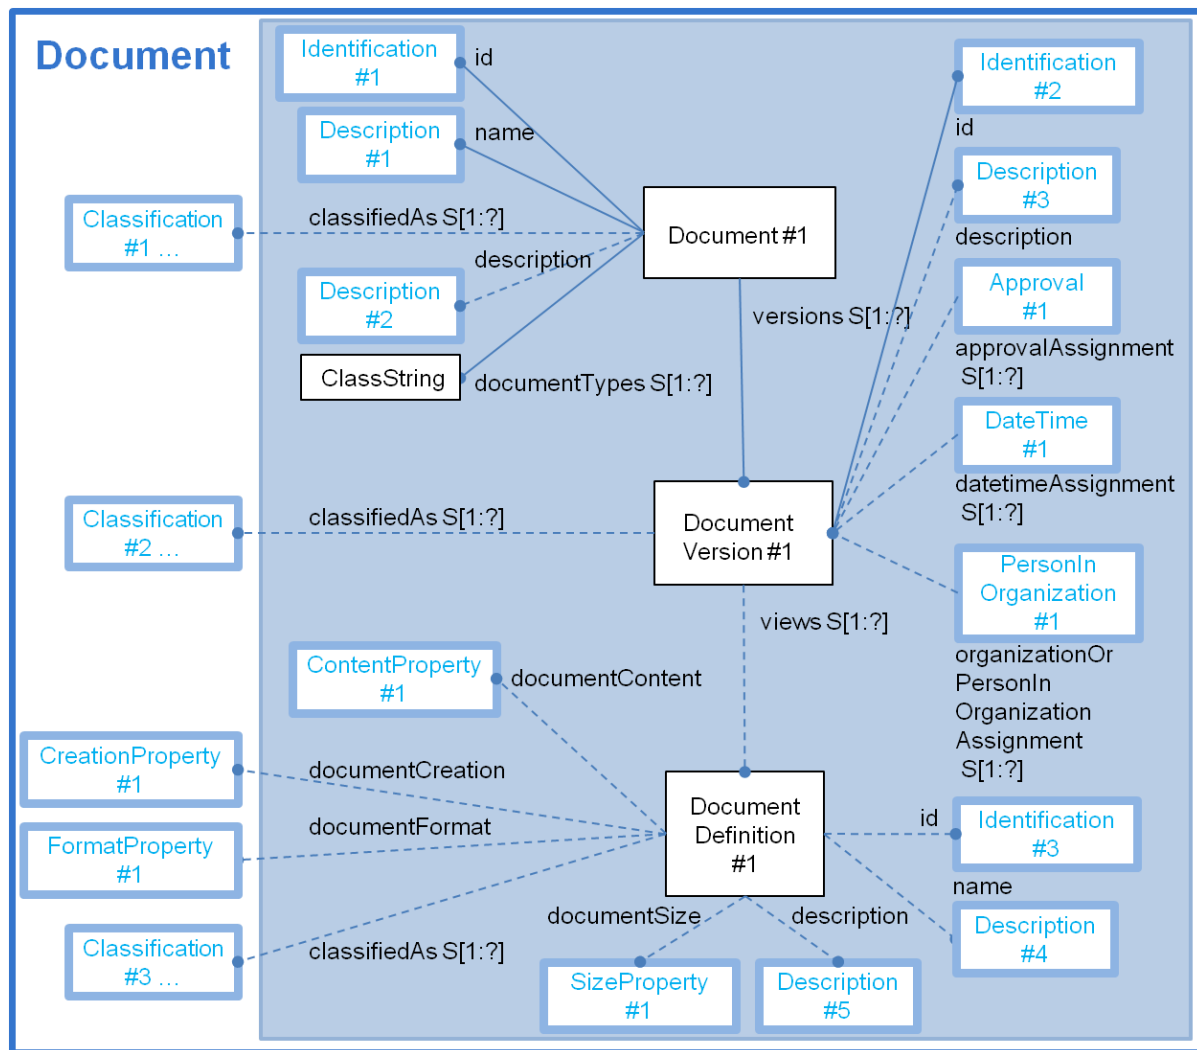 Document
Identification
#1
id
Description
#1
name
Classification
#1 ...
classifiedAs S[1:?]
description
Description
#2
ClassString
documentTypes S[1:?]
Document #1
versions S[1:?]
Identification
#2
id
Description
#3
description
Approval
#1
approvalAssignment
S[1:?]
DateTime
#1
datetimeAssignment
S[1:?]
Classification
#2 ...
classifiedAs S[1:?]
Document
Version #1
PersonIn
Organization
#1
organizationOr
PersonIn
Organization
Assignment
S[1:?]
views S[1:?]
ContentProperty
#1
documentContent
CreationProperty
#1
documentCreation
FormatProperty
#1
documentFormat
Classification
#3 ...
classifiedAs S[1:?]
Document
Definition
#1
id
Identification
#3
name
Description
#4
documentSize
SizeProperty
#1
description
Description
#5